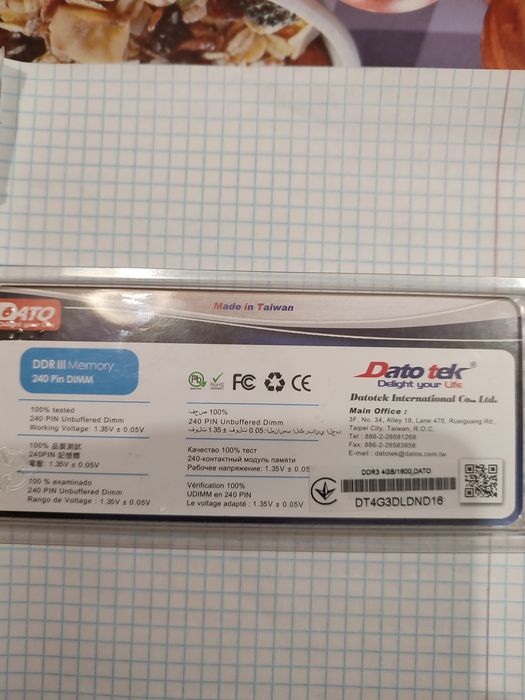 DATO
Made in Taiwan
DDR III Memory
240 Pin DIMM
100% tested
240 PIN Unbuffered Dimm
Working Voltage: 1.35V ± 0.05V
100% 品質測試
240PIN 記憶體
電壓: 1.35V ± 0.05V
100 % examinado
240 PIN Unbuffered Dimm
Rango de Voltage : 1.35V ± 0.05V
100%
240 PIN Unbuffered Dimm
Качество 100% тест
240-контактный модуль памяти
Рабочее напряжение: 1.35V ± 0.05V
Vérification 100%
UDIMM en 240 PIN
Le voltage adapté : 1.35V ± 0.05V
Pb
RoHS
FC CE
Dato tek®
Delight your Life
Datotek International Co., Ltd.
Main Office :
3F, No. 34, Alley 18, Lane 478, Rueiguang Rd.,
Taipei City, Taiwan, R.O.C.
Tel : 886-2-26581268
Fax: 886-2-26583256
E-mail : datotek@datos.com.tw
DDR3 4GB/1600 DATO
DT4G3DLDND16